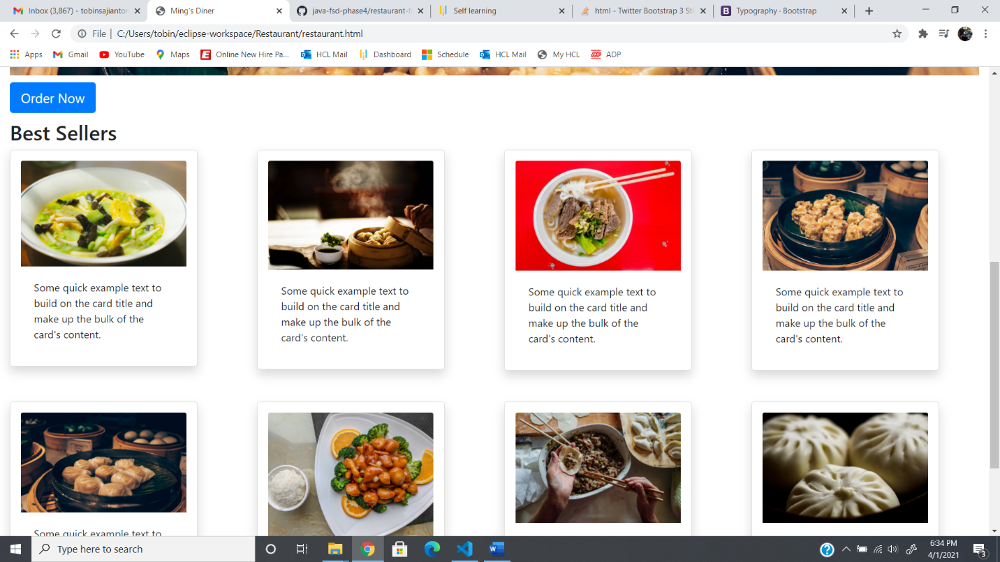 Inbox (3,867) - tobinsajianton
Ming's Diner
java-fsd-phase4/restaurant-f
Self learning
html - Twitter Bootstrap 3 Sti
Typography · Bootstrap
File
C:/Users/tobin/eclipse-workspace/Restaurant/restaurant.html
Apps
Gmail
YouTube
Maps
Online New Hire Pa...
HCL Mail
Dashboard
Schedule
HCL Mail
My HCL
ADP
Order Now
Best Sellers
Some quick example text to
build on the card title and
make up the bulk of the
card's content.
Some quick example text to
build on the card title and
make up the bulk of the
card's content.
Some quick example text to
build on the card title and
make up the bulk of the
card's content.
Some quick example text to
build on the card title and
make up the bulk of the
card's content.
Some quick example text to
Type here to search
6:34 PM
4/1/2021
3